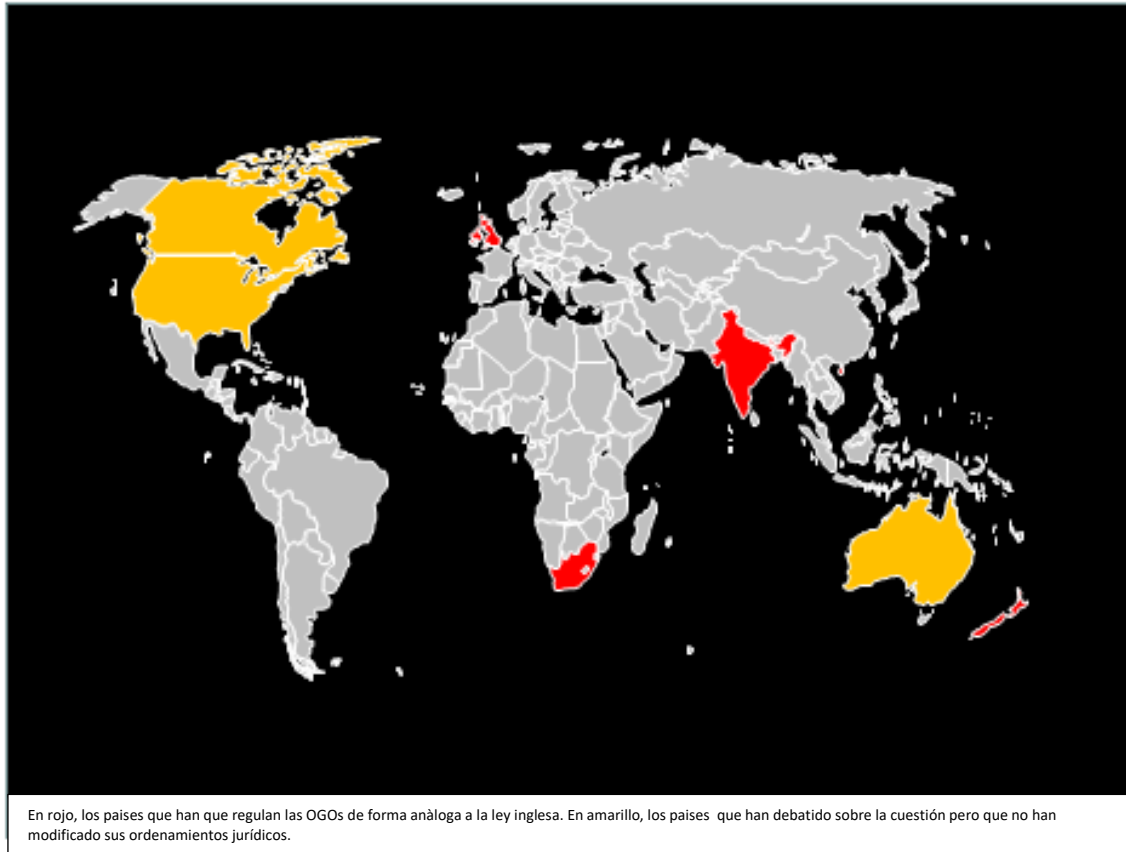 En rojo, los paises que han que regulan las OGOs de forma anàloga a la ley inglesa. En amarillo, los paises que han debatido sobre la cuestión pero que no han
modificado sus ordenamientos jurídicos.